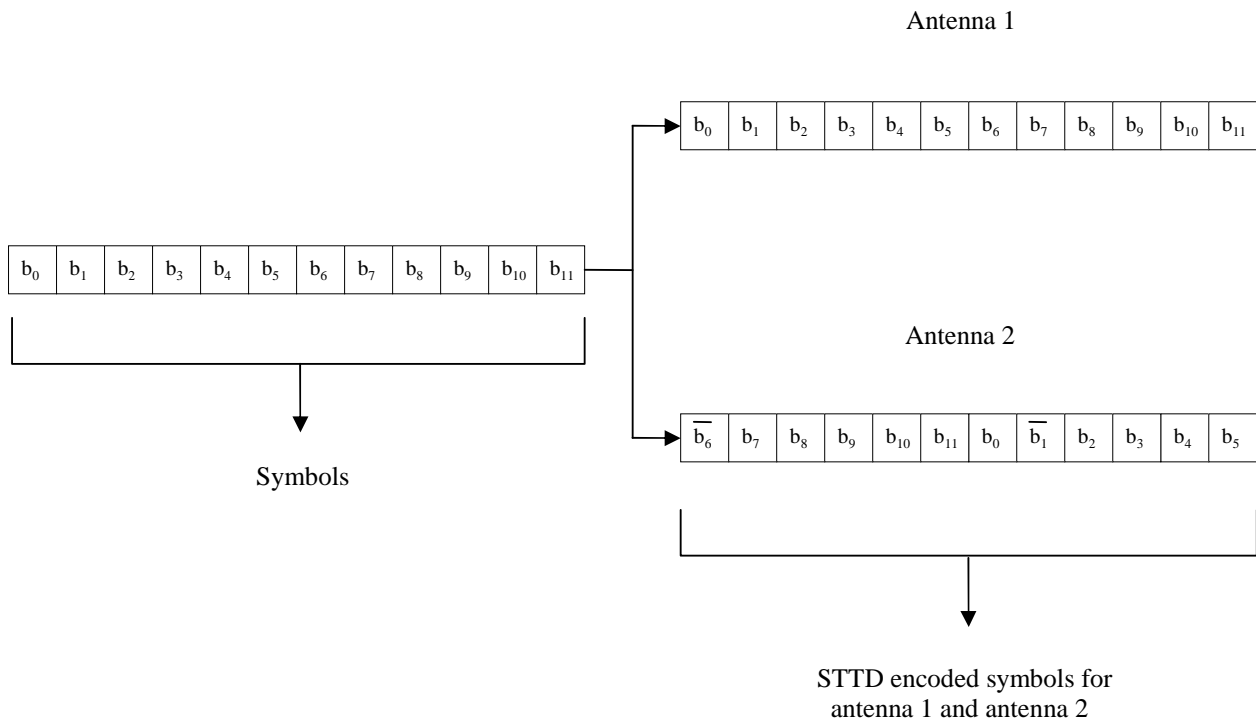 Antenna 1
b₀ b₁ b₂ b₃ b₄ b₅ b₆ b₇ b₈ b₉ b₁₀ b₁₁
b₀ b₁ b₂ b₃ b₄ b₅ b₆ b₇ b₈ b₉ b₁₀ b₁₁
Antenna 2
b̅₆ b₇ b₈ b₉ b₁₀ b₁₁ b₀ b̅₁ b₂ b₃ b₄ b₅
Symbols
STTD encoded symbols for
antenna 1 and antenna 2